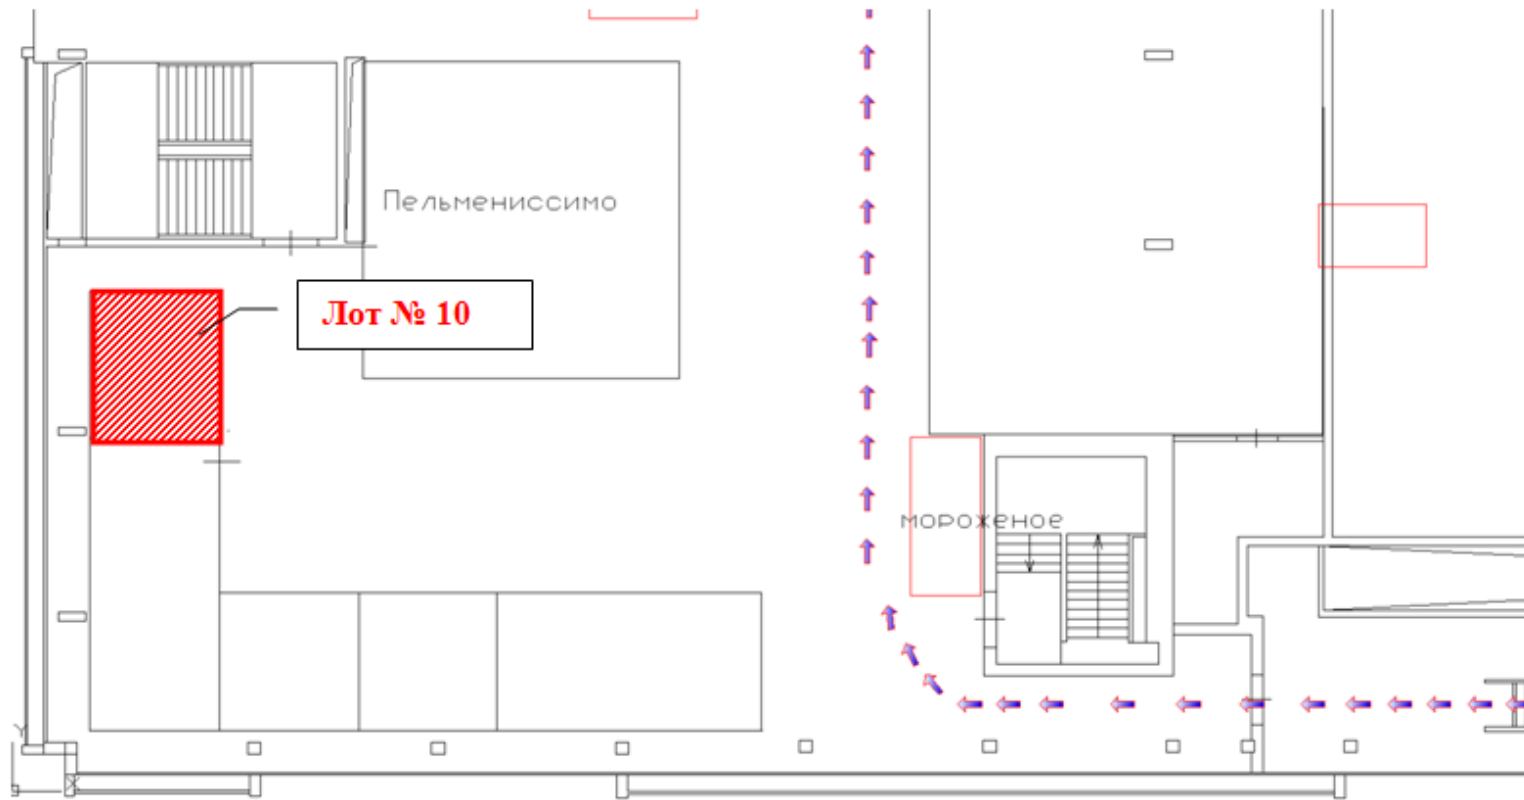 Пельмениссимо
Лот № 10
мороженое
Y
X